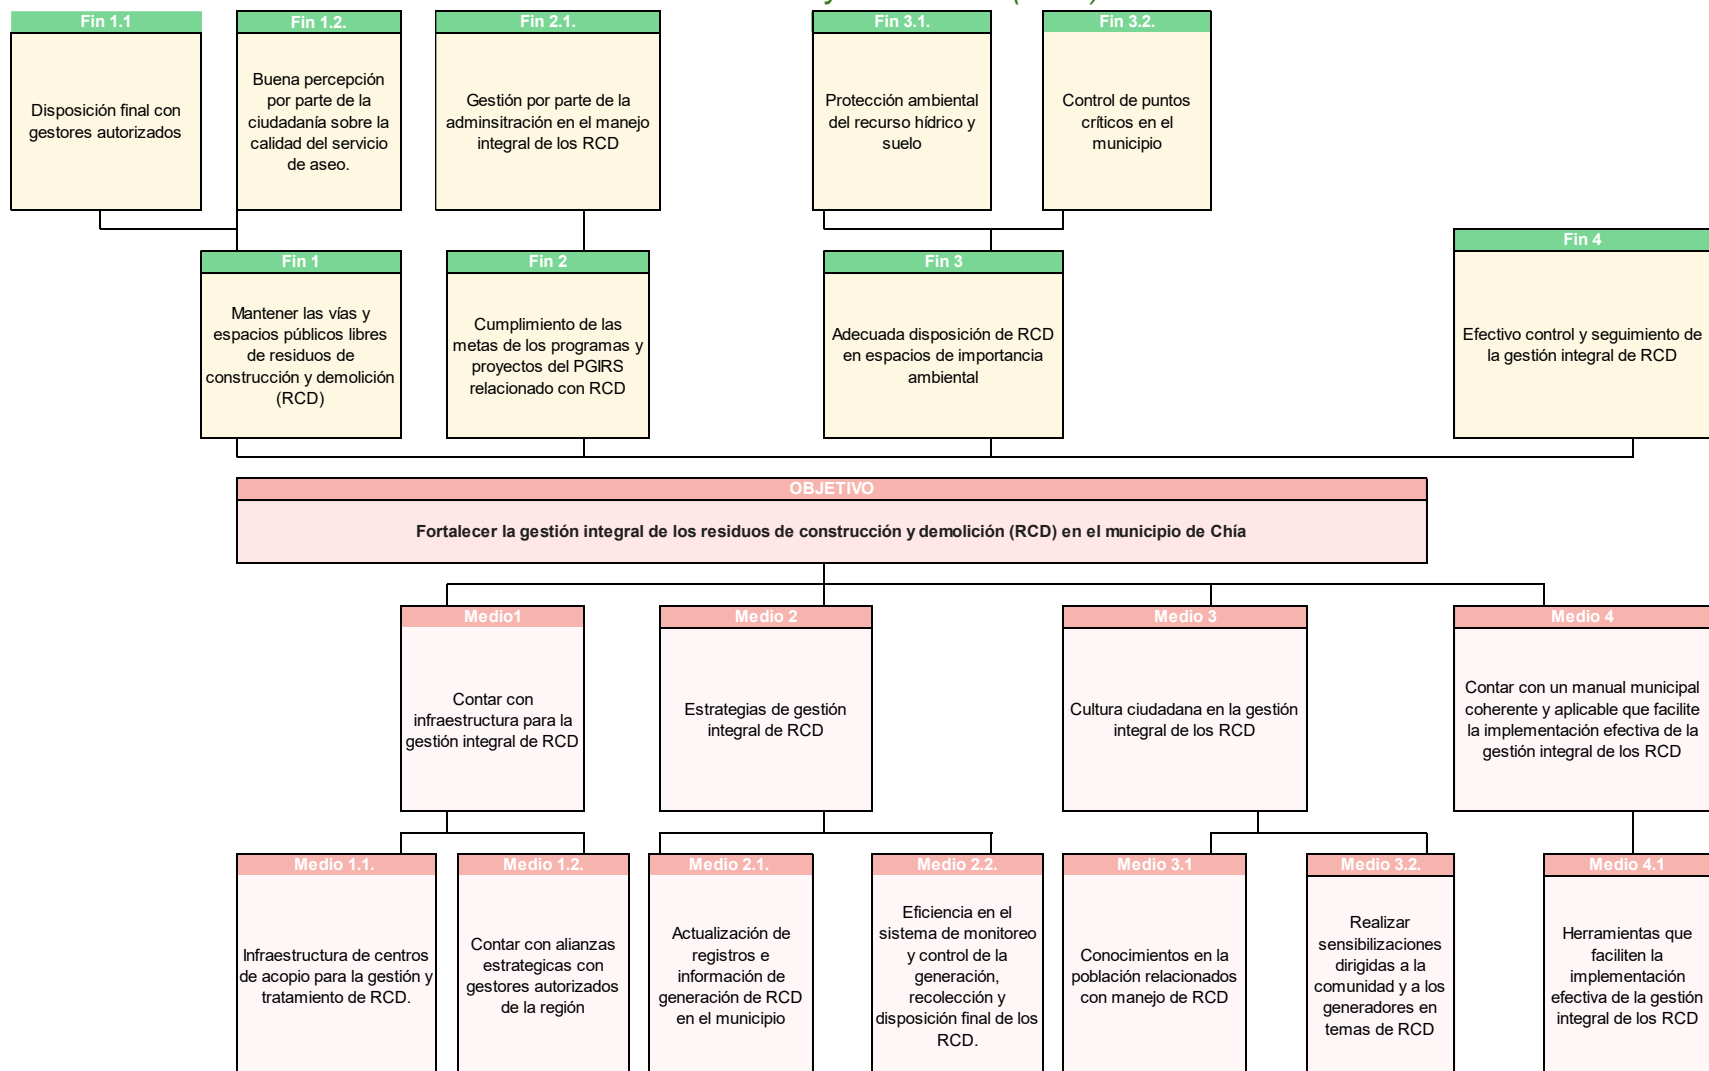 Fin 1.1
Disposición final con
gestores autorizados
Fin 1.2.
Buena percepción
por parte de la
ciudadanía sobre la
calidad del servicio
de aseo.
Fin 2.1.
Gestión por parte de la
adminsitración en el manejo
integral de los RCD
Fin 3.1.
Protección ambiental
del recurso hídrico y
suelo
Fin 3.2.
Control de puntos
críticos en el
municipio
Fin 1
Mantener las vías y
espacios públicos libres
de residuos de
construcción y demolición
(RCD)
Fin 2
Cumplimiento de las
metas de los programas y
proyectos del PGIRS
relacionado con RCD
Fin 3
Adecuada disposición de RCD
en espacios de importancia
ambiental
Fin 4
Efectivo control y seguimiento de
la gestión integral de RCD
OBJETIVO
Fortalecer la gestión integral de los residuos de construcción y demolición (RCD) en el municipio de Chía
Medio1
Contar con
infraestructura para la
gestión integral de RCD
Medio 2
Estrategias de gestión
integral de RCD
Medio 3
Cultura ciudadana en la gestión
integral de los RCD
Medio 4
Contar con un manual municipal
coherente y aplicable que facilite
la implementación efectiva de la
gestión integral de los RCD
Medio 1.1.
Infraestructura de centros
de acopio para la gestión y
tratamiento de RCD.
Medio 1.2.
Contar con alianzas
estrategicas con
gestores autorizados
de la región
Medio 2.1.
Actualización de
registros e
información de
generación de RCD
en el municipio
Medio 2.2.
Eficiencia en el
sistema de monitoreo
y control de la
generación,
recolección y
disposición final de los
RCD.
Medio 3.1
Conocimientos en la
población relacionados
con manejo de RCD
Medio 3.2.
Realizar
sensibilizaciones
dirigidas a la
comunidad y a los
generadores en
temas de RCD
Medio 4.1
Herramientas que
faciliten la
implementación
efectiva de la gestión
integral de los RCD